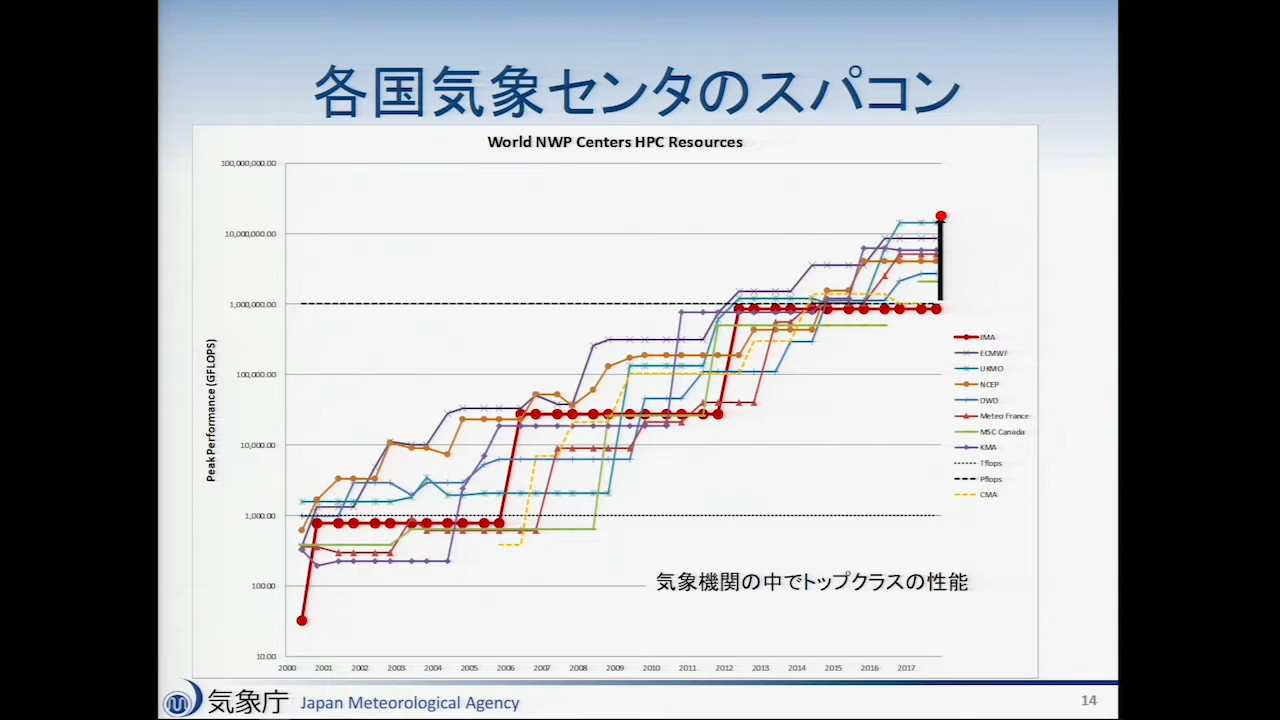 各国気象センタのスパコン
World NWP Centers HPC Resources
Peak Performance (GFLOPS)
100,000,000.00
10,000,000.00
1,000,000.00
100,000.00
10,000.00
1,000.00
100.00
10.00
2000 2001 2002 2003 2004 2005 2006 2007 2008 2009 2010 2011 2012 2013 2014 2015 2016 2017
JMA
ECMWF
UKMO
NCEP
DWD
Meteo France
MSC Canada
KMA
Tflops
Pflops
CMA
気象機関の中でトップクラスの性能
気象庁 Japan Meteorological Agency
14